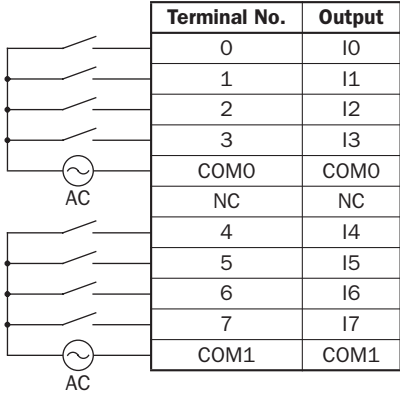 Terminal No. Output
0 I0
1 I1
2 I2
3 I3
COM0 COM0
AC
NC NC
4 I4
5 I5
6 I6
7 I7
COM1 COM1
AC